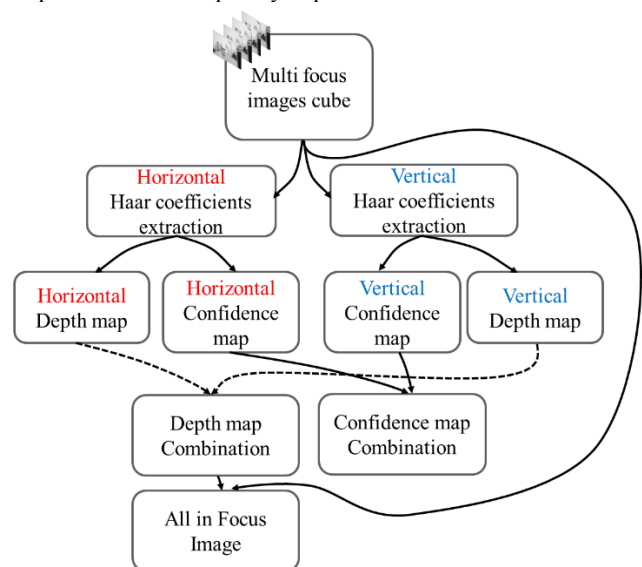 Multi focus
images cube
Horizontal
Haar coefficients
extraction
Vertical
Haar coefficients
extraction
Horizontal
Depth map
Horizontal
Confidence
map
Vertical
Confidence
map
Vertical
Depth map
Depth map
Combination
Confidence map
Combination
All in Focus
Image